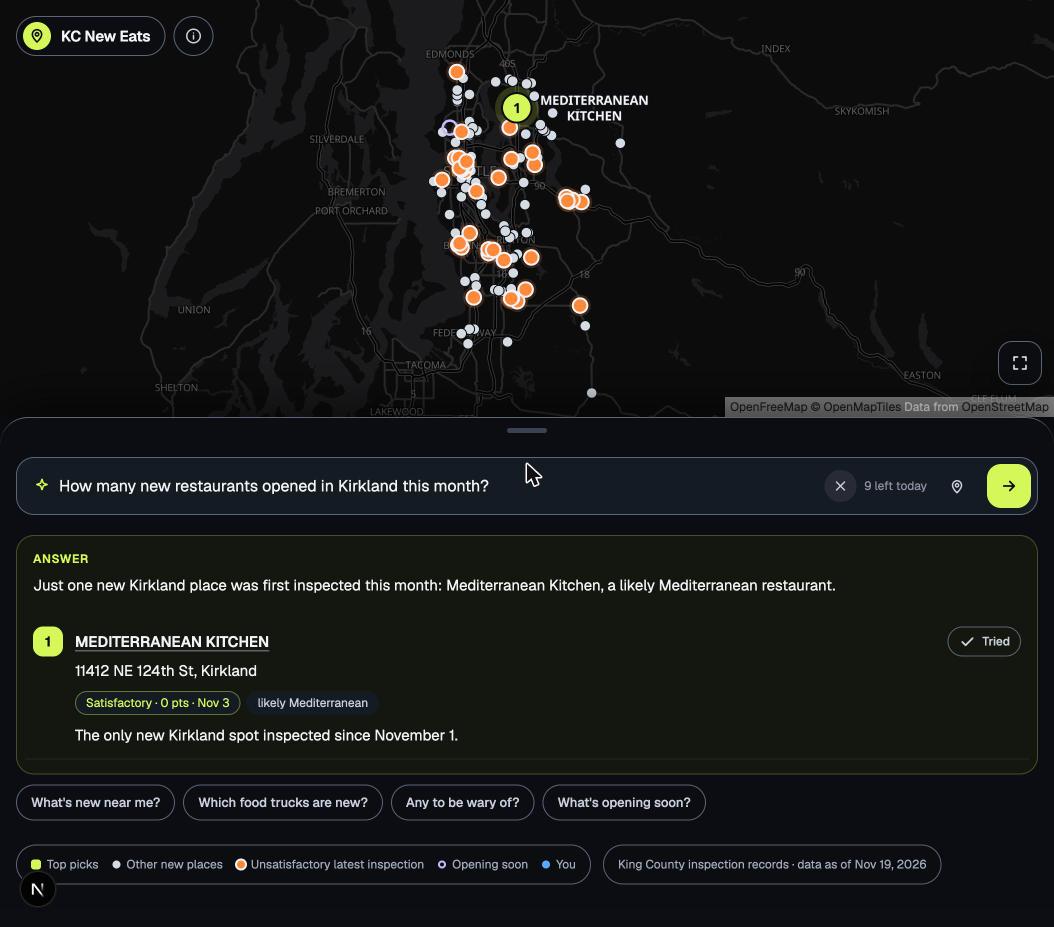 KC New Eats
EDMONDS
405
INDEX
MEDITERRANEAN
KITCHEN
SKYKOMISH
SILVERDALE
BREMERTON
90
PORT ORCHARD
18
90
UNION
16
TACOMA
SHELTON
5
EASTON
LAKEWOOD
OpenFreeMap © OpenMapTiles Data from OpenStreetMap
How many new restaurants opened in Kirkland this month?
9 left today
ANSWER
Just one new Kirkland place was first inspected this month: Mediterranean Kitchen, a likely Mediterranean restaurant.
1
MEDITERRANEAN KITCHEN
Tried
11412 NE 124th St, Kirkland
Satisfactory · 0 pts · Nov 3
likely Mediterranean
The only new Kirkland spot inspected since November 1.
What's new near me?
Which food trucks are new?
Any to be wary of?
What's opening soon?
Top picks
Other new places
Unsatisfactory latest inspection
Opening soon
You
King County inspection records · data as of Nov 19, 2026
N